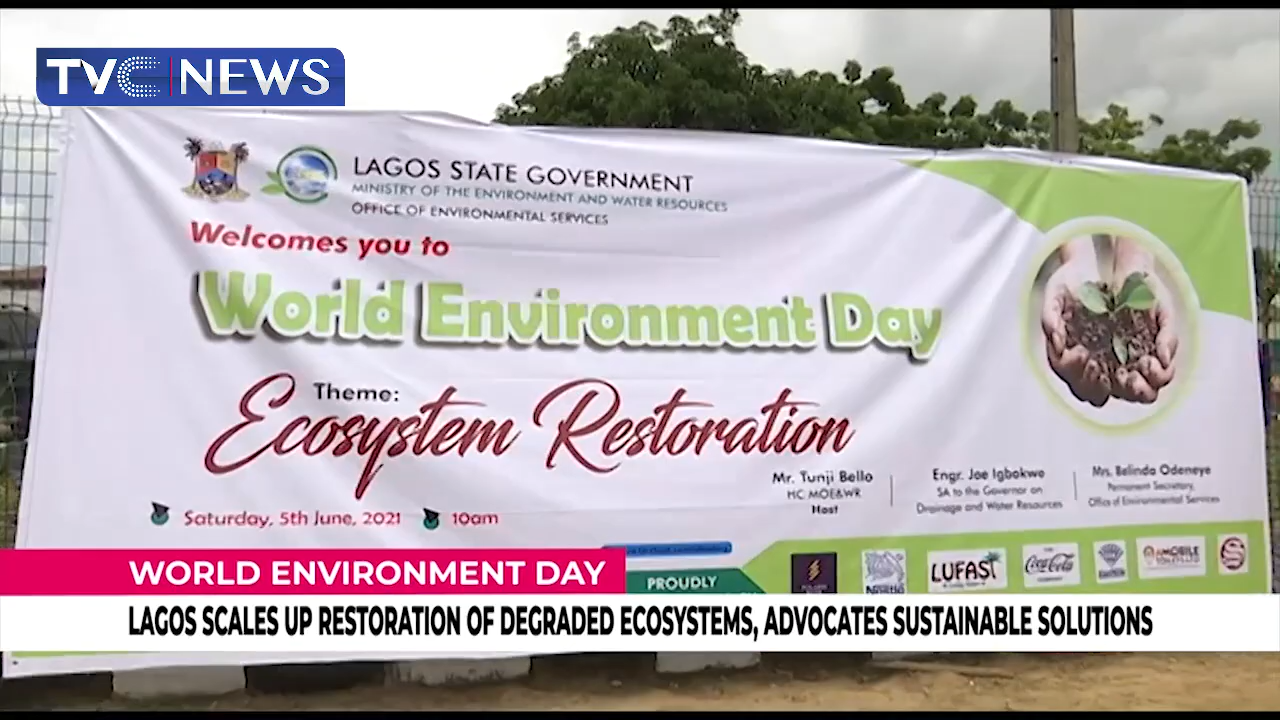 TVC NEWS
LAGOS STATE GOVERNMENT
MINISTRY OF THE ENVIRONMENT AND WATER RESOURCES
OFFICE OF ENVIRONMENTAL SERVICES
Welcomes you to
World Environment Day
Theme:
Ecosystem Restoration
Mr. Tunji Bello
HC MOE&WR
Host
Engr. Joe Igbokwe
SA to the Governor on
Drainage and Water Resources
Mrs. Belinda Odeneye
Permanent Secretary,
Office of Environmental Services
Saturday, 5th June, 2021
10am
PROUDLY
Nestle
LUFASI
Coca-Cola
WORLD ENVIRONMENT DAY
LAGOS SCALES UP RESTORATION OF DEGRADED ECOSYSTEMS, ADVOCATES SUSTAINABLE SOLUTIONS